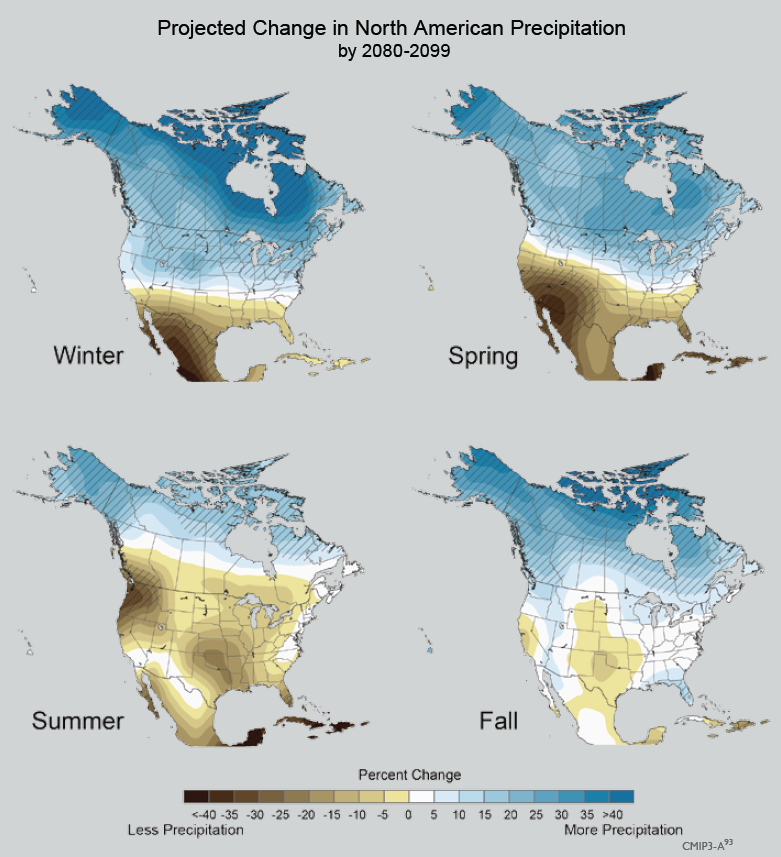 Projected Change in North American Precipitation
by 2080-2099
Winter
Spring
Summer
Fall
Percent Change
<-40 -35 -30 -25 -20 -15 -10 -5 0 5 10 15 20 25 30 35 >40
Less Precipitation
More Precipitation
CMIP3-A93